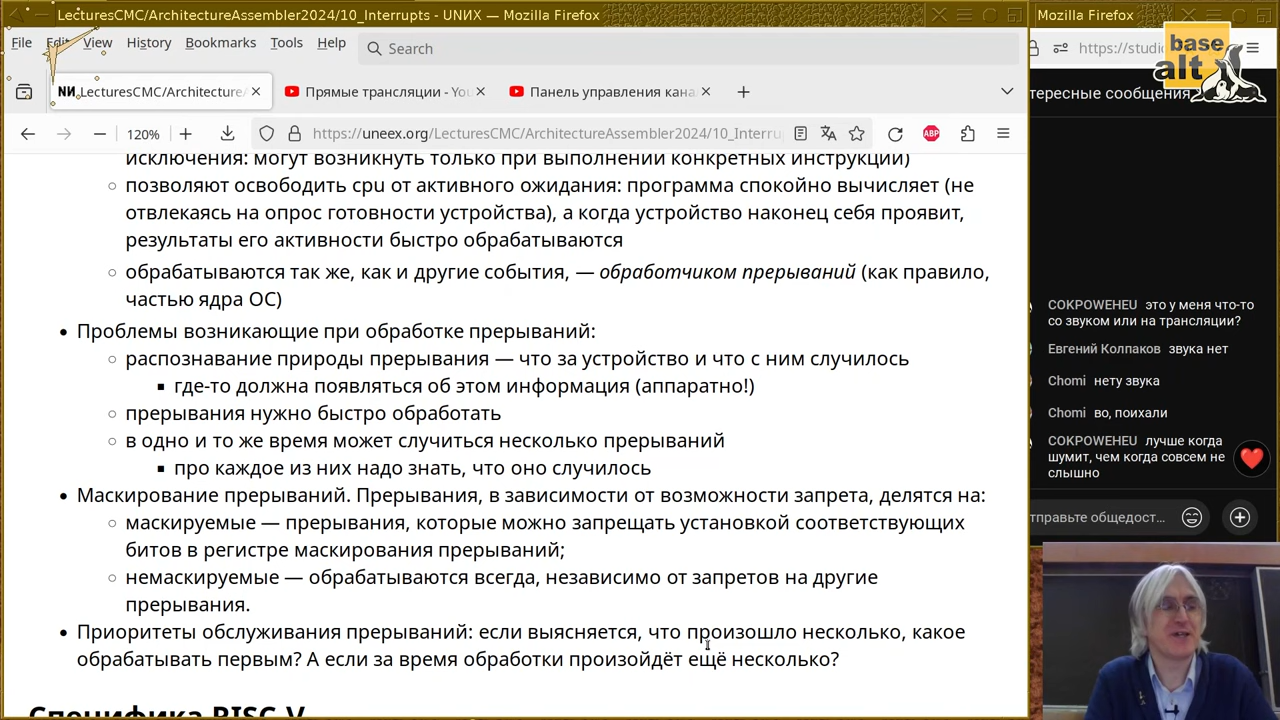 LecturesCMC/ArchitectureAssembler2024/10_Interrupts - UNИX — Mozilla Firefox
Mozilla Firefox
File Edit View History Bookmarks Tools Help
Search
https://studi
base
alt
NИ LecturesCMC/Architecture
Прямые трансляции - You
Панель управления кана
тересные сообщения
120%
https://uneex.org/LecturesCMC/ArchitectureAssembler2024/10_Interru
ABP
исключения: могут возникнуть только при выполнении конкретных инструкций)
позволяют освободить cpu от активного ожидания: программа спокойно вычисляет (не
отвлекаясь на опрос готовности устройства), а когда устройство наконец себя проявит,
результаты его активности быстро обрабатываются
обрабатываются так же, как и другие события, — обработчиком прерываний (как правило,
частью ядра ОС)
Проблемы возникающие при обработке прерываний:
распознавание природы прерывания — что за устройство и что с ним случилось
где-то должна появляться об этом информация (аппаратно!)
прерывания нужно быстро обработать
в одно и то же время может случиться несколько прерываний
про каждое из них надо знать, что оно случилось
Маскирование прерываний. Прерывания, в зависимости от возможности запрета, делятся на:
маскируемые — прерывания, которые можно запрещать установкой соответствующих
битов в регистре маскирования прерываний;
немаскируемые — обрабатываются всегда, независимо от запретов на другие
прерывания.
Приоритеты обслуживания прерываний: если выясняется, что произошло несколько, какое
обрабатывать первым? А если за время обработки произойдёт ещё несколько?
Специфика RISC-V
COKPOWEHEU это у меня что-то
со звуком или на трансляции?
Евгений Колпаков звука нет
Chomi нету звука
Chomi во, поихали
COKPOWEHEU лучше когда
шумит, чем когда совсем не
слышно
тправьте общедост...